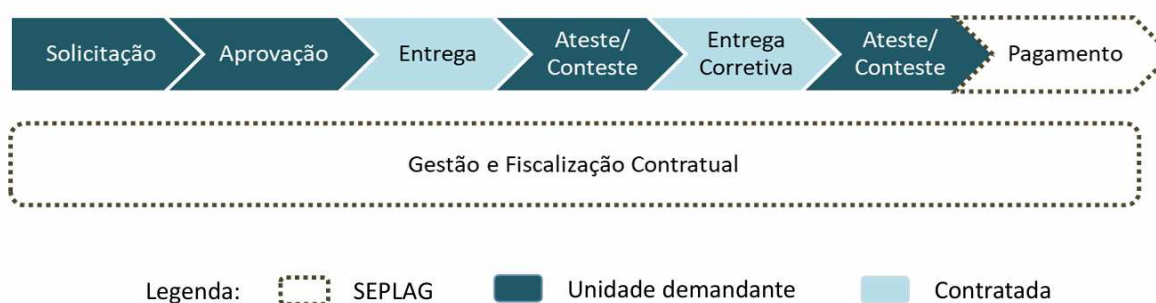 Solicitação
Aprovação
Entrega
Ateste/
Conteste
Entrega
Corretiva
Ateste/
Conteste
Pagamento
Gestão e Fiscalização Contratual
Legenda: SEPLAG Unidade demandante Contratada